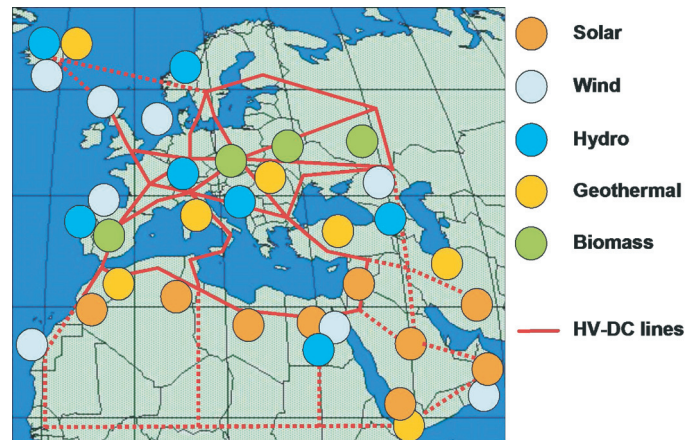 Solar
Wind
Hydro
Geothermal
Biomass
HV-DC lines